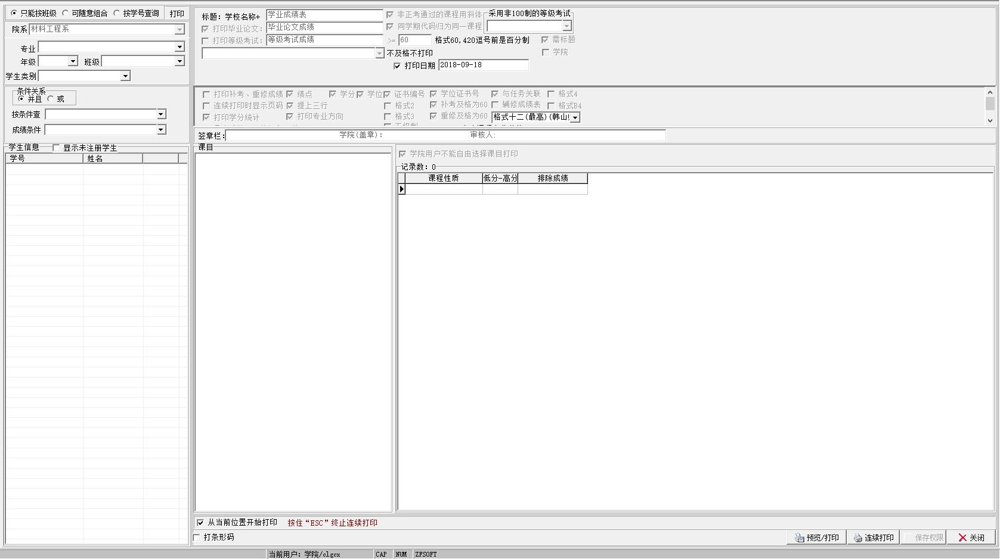 只能按班级 可随意组合 按学号查询 打印
院系 材料工程系
专业
年级 班级
学生类别
条件关系
并且 或
按条件查
成绩条件
学生信息 显示未注册学生
学号 姓名
标题：学校名称+ 学业成绩表
打印毕业论文： 毕业论文成绩
打印等级考试： 等级考试成绩
非正考通过的课程用斜体
同学期代码归为同一课程
采用非100制的等级考试
>= 60 格式60,420逗号前是百分制
需标题
学院
不及格不打印
打印日期 2018-09-18
打印补考、重修成绩 绩点 学分 学位 证书编号 学位证书号 与任务关联 格式4
连续打印时显示页码 提上三行 格式2 补考及格为60 辅修成绩表 格式B4
打印学分统计 打印专业方向 格式3 重修及格为60 格式十二(最高)(韩山!
签章栏： 学院(盖章)： 审核人:
课目
学院用户不能自由选择课目打印
记录数：0
课程性质 低分-高分 排除成绩
从当前位置开始打印 按住“ESC”终止连续打印
打条形码
预览/打印 连续打印 保存权限 关闭
当前用户：学院/clgcx CAP NUM ZFSOFT